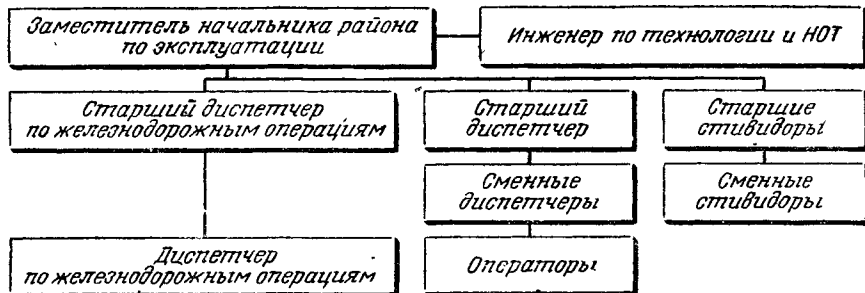 Заместитель начальника района
по эксплуатации
Инженер по технологии и НОТ
Старший диспетчер
по железнодорожным операциям
Старший
диспетчер
Старшие
стивидоры
Сменные
диспетчеры
Сменные
стивидоры
Диспетчер
по железнодорожным операциям
Операторы